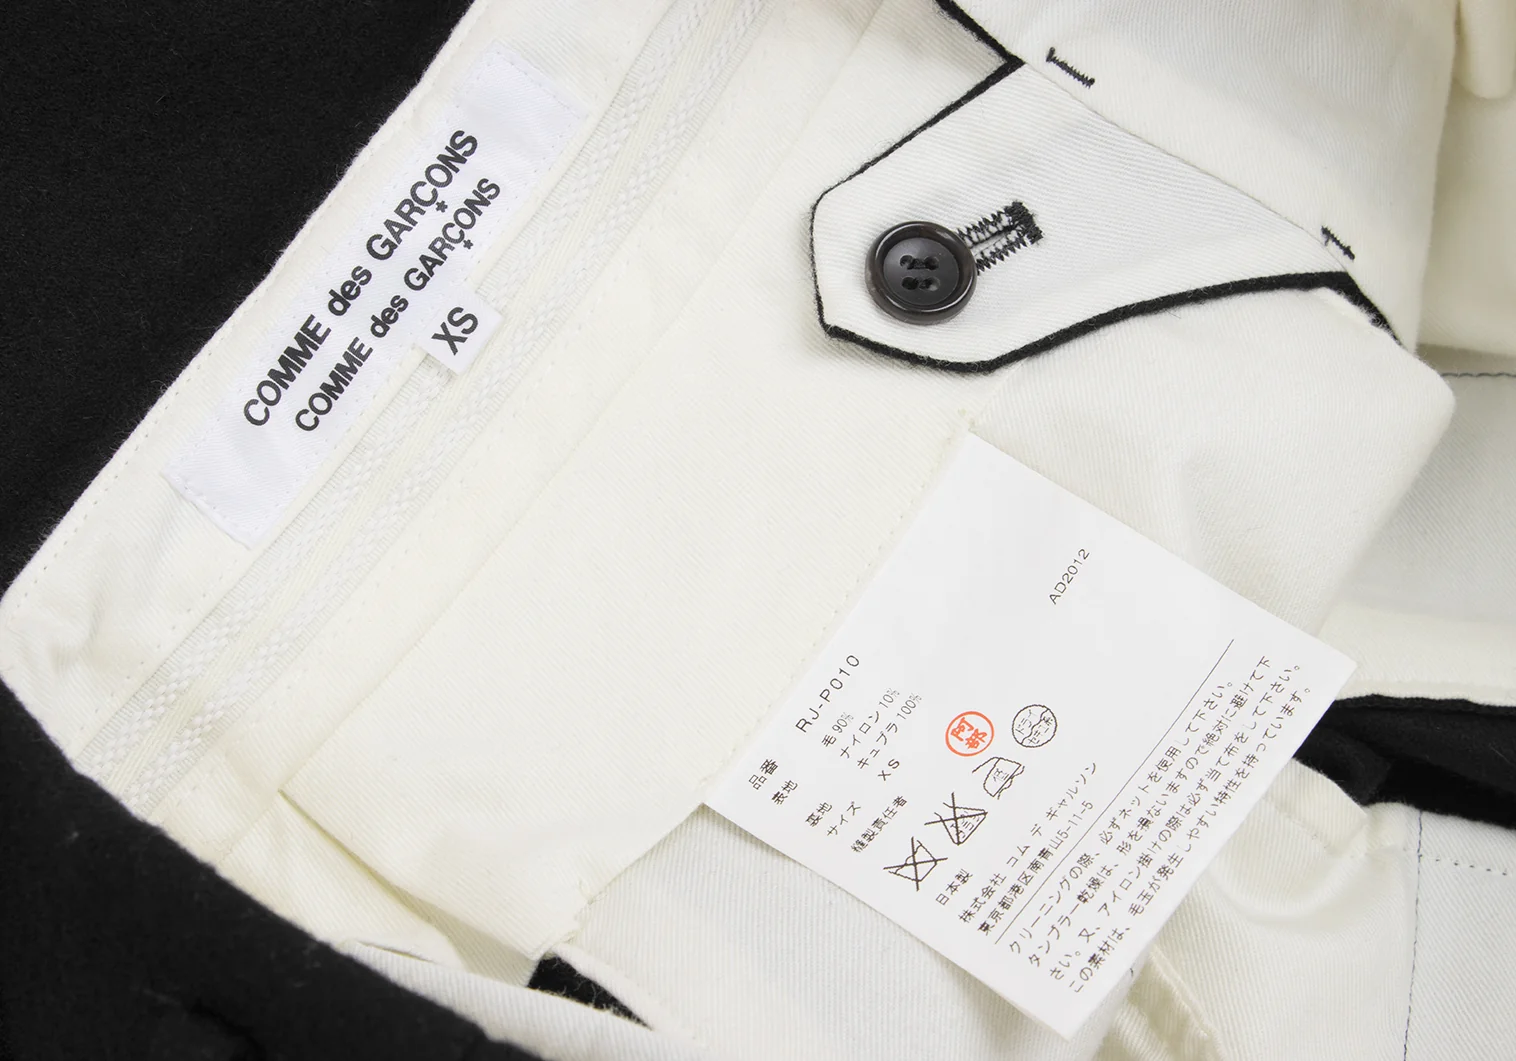 COMME des GARÇONS
COMME des GARÇONS
XS
AD2012
品番 RJ-P010
表地 毛 90%
ナイロン 10%
裏地 キュプラ 100%
サイズ XS
縫製責任者 阿部
日本製
株式会社 コム デ ギャルソン
東京都港区南青山5-11-5
クリーニングの際、必ずネットを使用して下さい。
タンブラー乾燥は、形を損ないますので絶対に避けて下
さい。又、アイロン掛けの際は必ず当て布をして下さい。
この素材は、毛玉が発生しやすい特性を持っています。